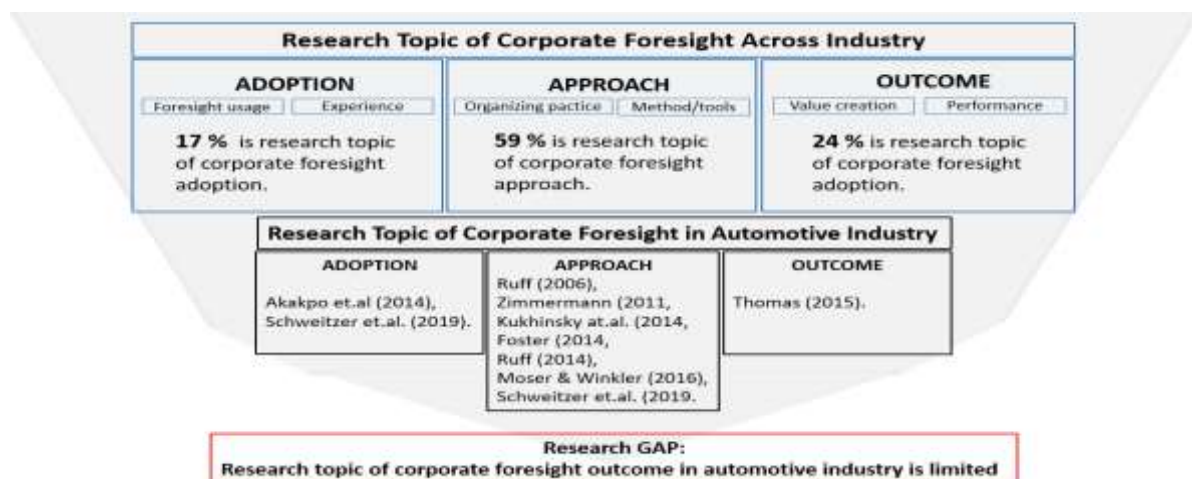 Research Topic of Corporate Foresight Across Industry
ADOPTION
Foresight usage
Experience
17 % is research topic
of corporate foresight
adoption.
APPROACH
Organizing pactice
Method/tools
59 % is research topic
of corporate foresight
approach.
OUTCOME
Value creation
Performance
24 % is research topic
of corporate foresight
adoption.
Research Topic of Corporate Foresight in Automotive Industry
ADOPTION
Akakpo et.al (2014),
Schweitzer et.al. (2019).
APPROACH
Ruff (2006),
Zimmermann (2011,
Kukhinsky at.al. (2014,
Foster (2014,
Ruff (2014),
Moser & Winkler (2016),
Schweitzer et.al. (2019.
OUTCOME
Thomas (2015).
Research GAP:
Research topic of corporate foresight outcome in automotive industry is limited